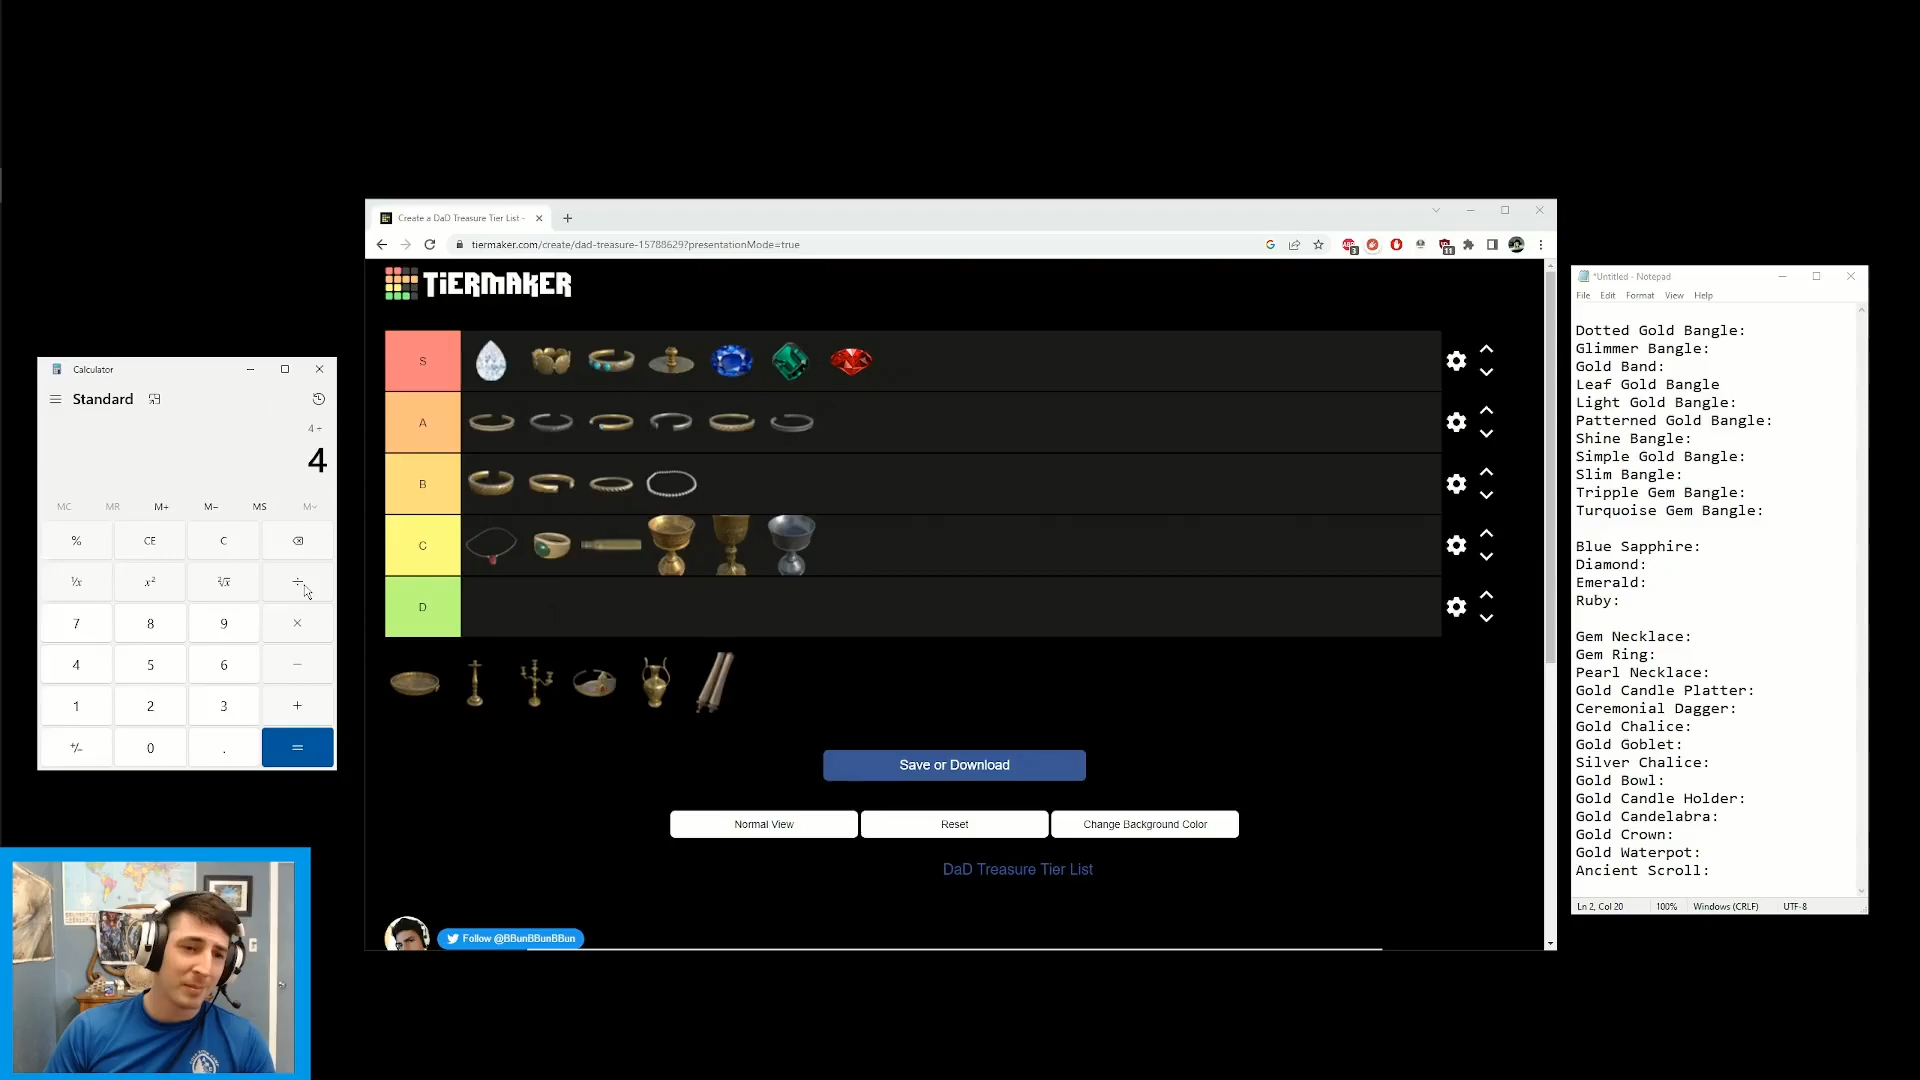 Create a DaD Treasure Tier List -
tiermaker.com/create/dad-treasure-15788629?presentationMode=true
TiERMAKER
S
A
B
C
D
Save or Download
Normal View
Reset
Change Background Color
DaD Treasure Tier List
Follow @BBunBBunBBun
Calculator
Standard
4 ÷
4
MC MR M+ M− MS M
% CE C
¹/x x² ²√x ÷
7 8 9 ×
4 5 6 −
1 2 3 +
+/− 0 . =
*Untitled - Notepad
File Edit Format View Help
Dotted Gold Bangle:
Glimmer Bangle:
Gold Band:
Leaf Gold Bangle
Light Gold Bangle:
Patterned Gold Bangle:
Shine Bangle:
Simple Gold Bangle:
Slim Bangle:
Tripple Gem Bangle:
Turquoise Gem Bangle:
Blue Sapphire:
Diamond:
Emerald:
Ruby:
Gem Necklace:
Gem Ring:
Pearl Necklace:
Gold Candle Platter:
Ceremonial Dagger:
Gold Chalice:
Gold Goblet:
Silver Chalice:
Gold Bowl:
Gold Candle Holder:
Gold Candelabra:
Gold Crown:
Gold Waterpot:
Ancient Scroll:
Ln 2, Col 20 100% Windows (CRLF) UTF-8